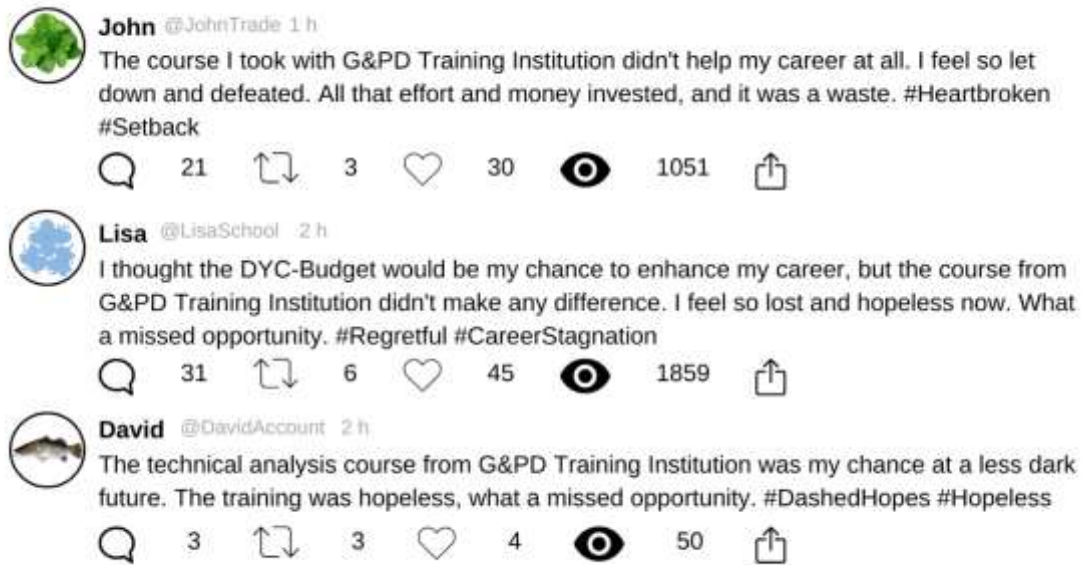 John @JohnTrade 1 h
The course I took with G&PD Training Institution didn't help my career at all. I feel so let
down and defeated. All that effort and money invested, and it was a waste. #Heartbroken
#Setback
21 3 30 1051
Lisa @LisaSchool 2 h
I thought the DYC-Budget would be my chance to enhance my career, but the course from
G&PD Training Institution didn't make any difference. I feel so lost and hopeless now. What
a missed opportunity. #Regretful #CareerStagnation
31 6 45 1859
David @DavidAccount 2 h
The technical analysis course from G&PD Training Institution was my chance at a less dark
future. The training was hopeless, what a missed opportunity. #DashedHopes #Hopeless
3 3 4 50